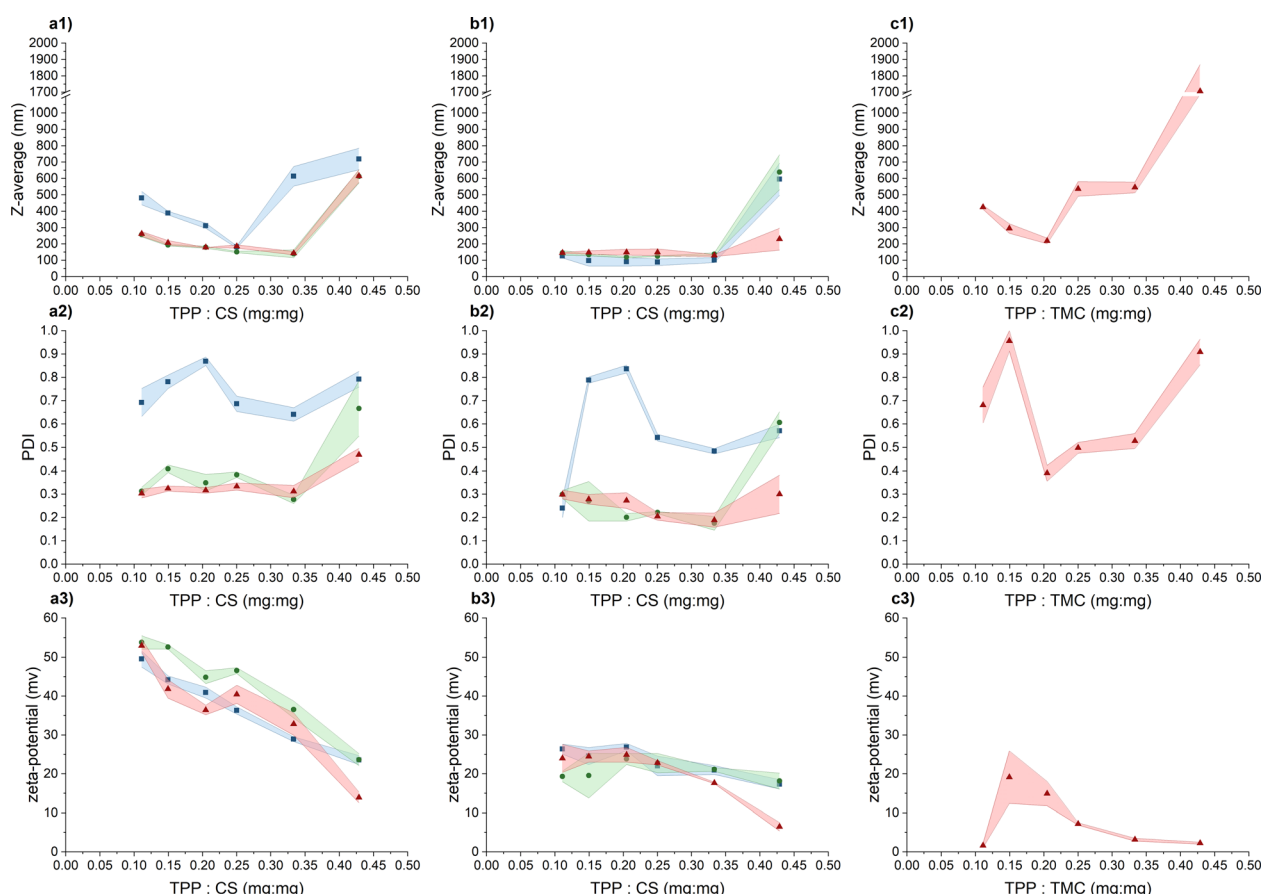 a1)
2000
1900
1800
1700
1000
900
800
700
600
500
400
300
200
100
0
Z-average (nm)
0.00 0.05 0.10 0.15 0.20 0.25 0.30 0.35 0.40 0.45 0.50
TPP : CS (mg:mg)
b1)
2000
1900
1800
1700
1000
900
800
700
600
500
400
300
200
100
0
Z-average (nm)
0.00 0.05 0.10 0.15 0.20 0.25 0.30 0.35 0.40 0.45 0.50
TPP : CS (mg:mg)
c1)
2000
1900
1800
1700
1000
900
800
700
600
500
400
300
200
100
0
Z-average (nm)
0.00 0.05 0.10 0.15 0.20 0.25 0.30 0.35 0.40 0.45 0.50
TPP : TMC (mg:mg)
a2)
1.0
0.9
0.8
0.7
0.6
0.5
0.4
0.3
0.2
0.1
0.0
PDI
0.00 0.05 0.10 0.15 0.20 0.25 0.30 0.35 0.40 0.45 0.50
TPP : CS (mg:mg)
b2)
1.0
0.9
0.8
0.7
0.6
0.5
0.4
0.3
0.2
0.1
0.0
PDI
0.00 0.05 0.10 0.15 0.20 0.25 0.30 0.35 0.40 0.45 0.50
TPP : CS (mg:mg)
c2)
1.0
0.9
0.8
0.7
0.6
0.5
0.4
0.3
0.2
0.1
0.0
PDI
0.00 0.05 0.10 0.15 0.20 0.25 0.30 0.35 0.40 0.45 0.50
TPP : TMC (mg:mg)
a3)
60
50
40
30
20
10
0
zeta-potential (mv)
0.00 0.05 0.10 0.15 0.20 0.25 0.30 0.35 0.40 0.45 0.50
TPP : CS (mg:mg)
b3)
60
50
40
30
20
10
0
zeta-potential (mv)
0.00 0.05 0.10 0.15 0.20 0.25 0.30 0.35 0.40 0.45 0.50
TPP : CS (mg:mg)
c3)
60
50
40
30
20
10
0
zeta-potential (mv)
0.00 0.05 0.10 0.15 0.20 0.25 0.30 0.35 0.40 0.45 0.50
TPP : TMC (mg:mg)